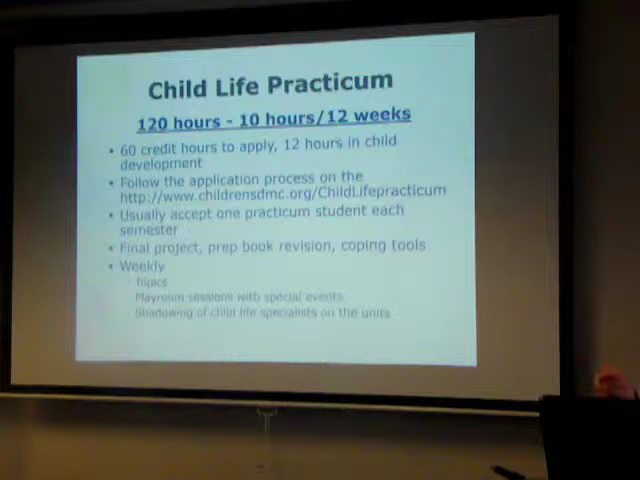 Child Life Practicum
120 hours - 10 hours/12 weeks
• 60 credit hours to apply, 12 hours in child
development
• Follow the application process on the
http://www.childrensdmc.org/ChildLifepracticum
• Usually accept one practicum student each
semester
• Final project, prep book revision, coping tools
• Weekly
Topics
Playroom sessions with special events
Shadowing of child life specialists on the units